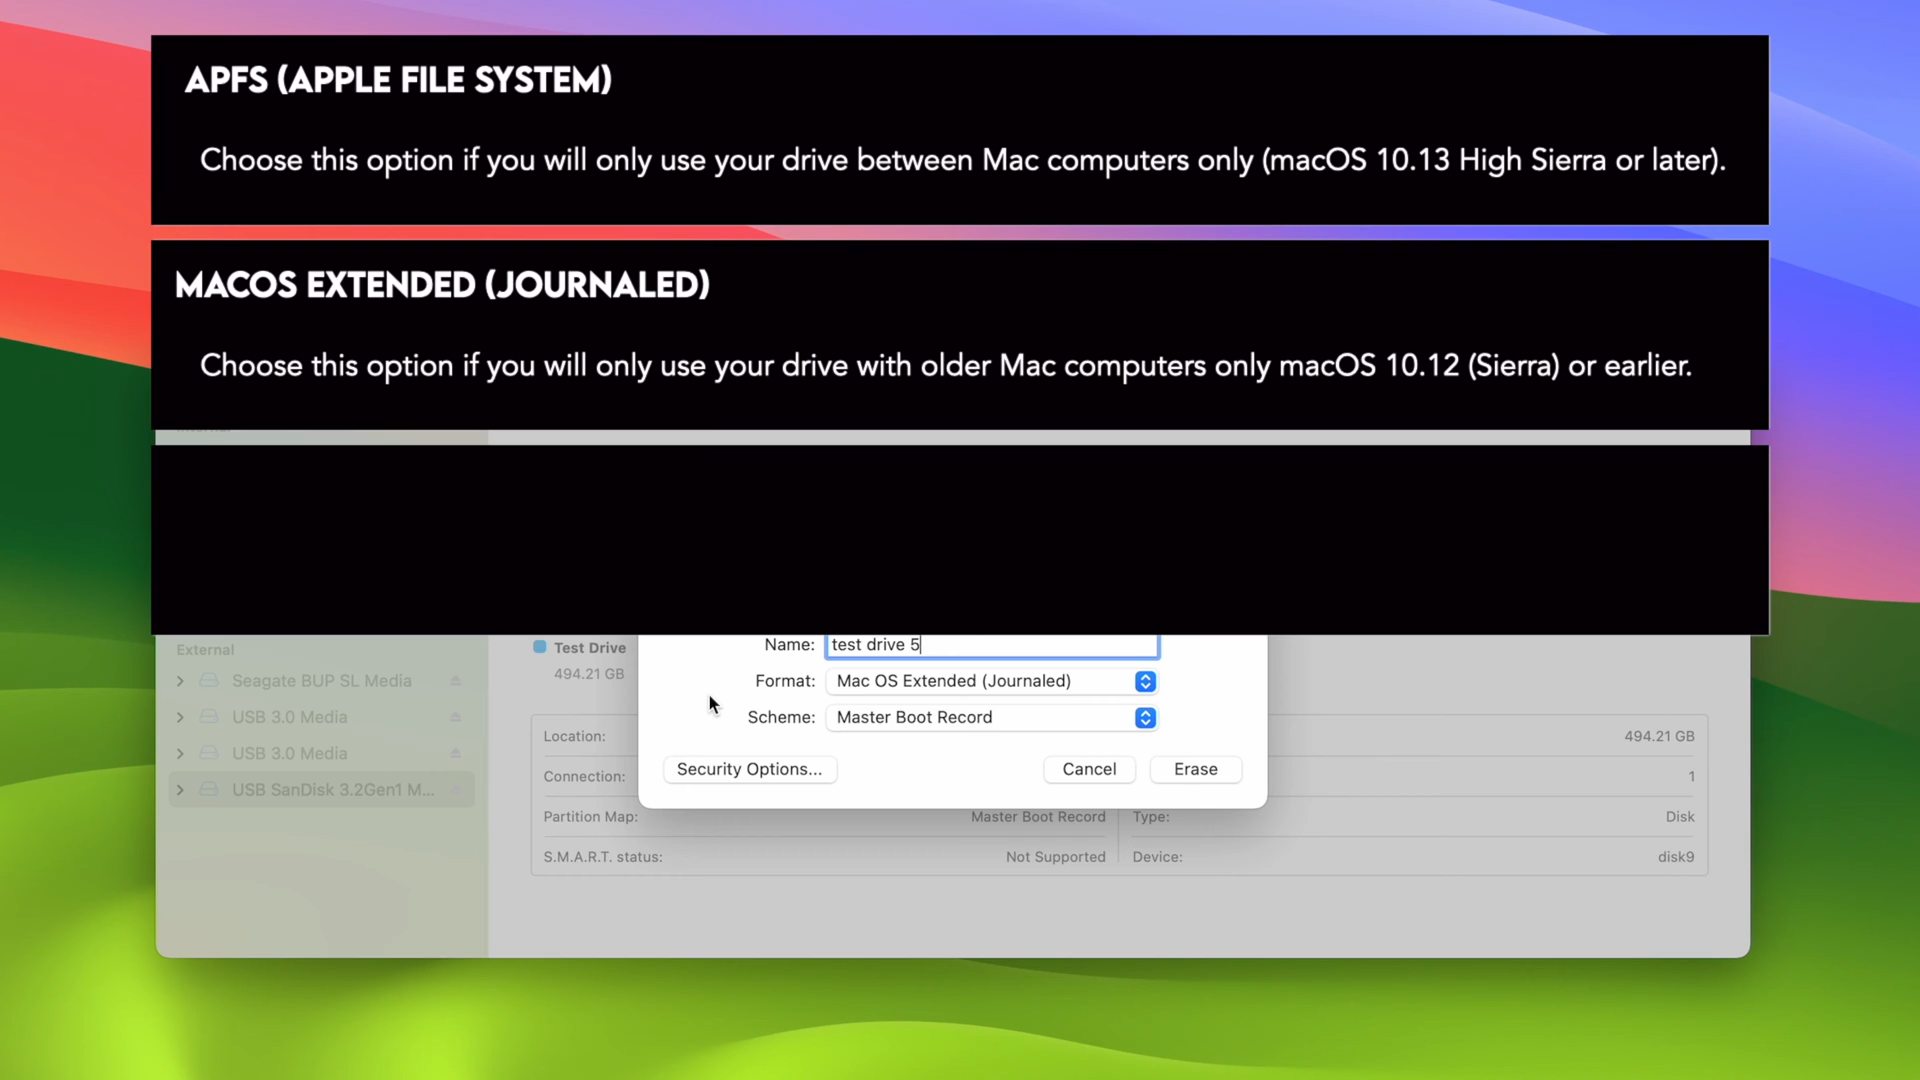 APFS (APPLE FILE SYSTEM)
Choose this option if you will only use your drive between Mac computers only (macOS 10.13 High Sierra or later).
MACOS EXTENDED (JOURNALED)
Choose this option if you will only use your drive with older Mac computers only macOS 10.12 (Sierra) or earlier.
External
Seagate BUP SL Media
USB 3.0 Media
USB 3.0 Media
USB SanDisk 3.2Gen1 M...
Test Drive
494.21 GB
Name: test drive 5
Format: Mac OS Extended (Journaled)
Scheme: Master Boot Record
Security Options... Cancel Erase
Location: 494.21 GB
Connection: 1
Partition Map: Master Boot Record Type: Disk
S.M.A.R.T. status: Not Supported Device: disk9